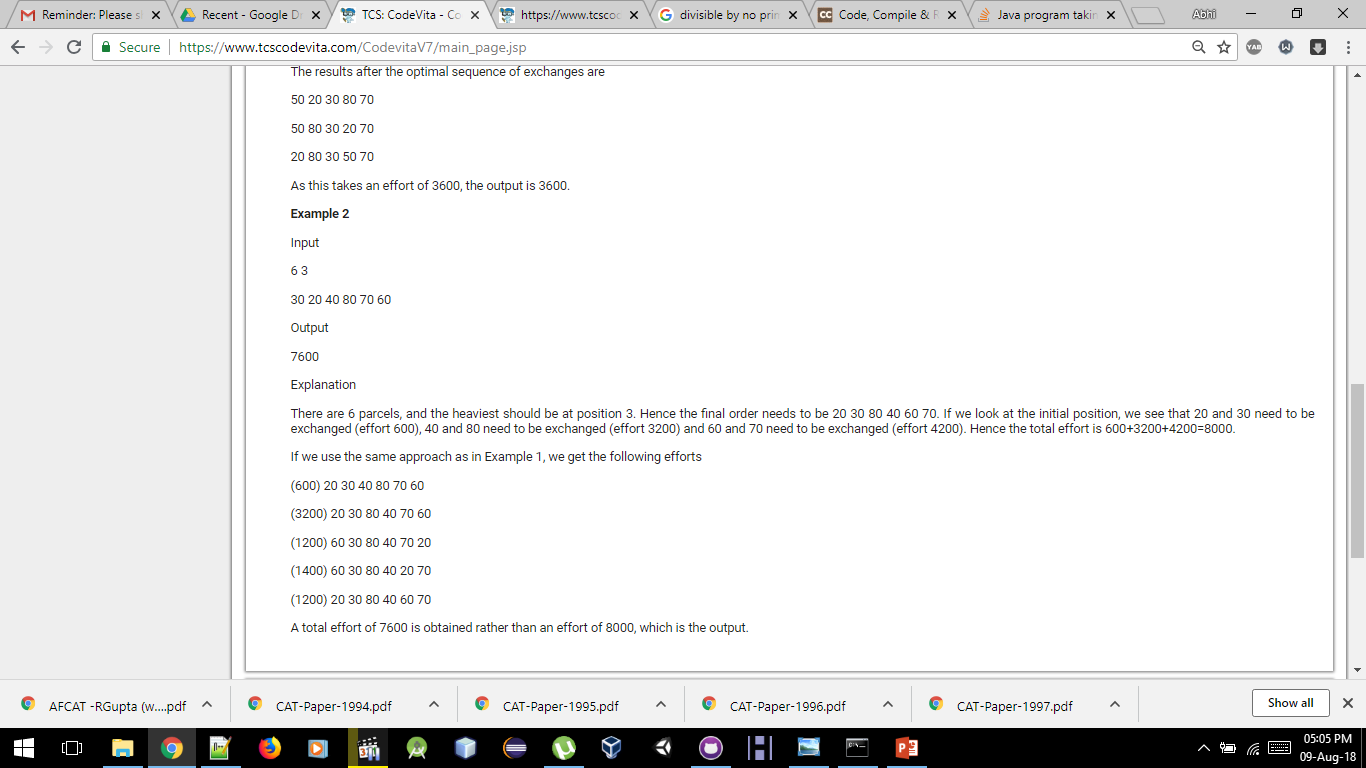 Reminder: Please s
Recent - Google D
TCS: CodeVita - Co
https://www.tcscoc
divisible by no prin
Code, Compile & R
Java program takin
Abhi
Secure | https://www.tcscodevita.com/CodevitaV7/main_page.jsp
YAB
The results after the optimal sequence of exchanges are
50 20 30 80 70
50 80 30 20 70
20 80 30 50 70
As this takes an effort of 3600, the output is 3600.
Example 2
Input
6 3
30 20 40 80 70 60
Output
7600
Explanation
There are 6 parcels, and the heaviest should be at position 3. Hence the final order needs to be 20 30 80 40 60 70. If we look at the initial position, we see that 20 and 30 need to be
exchanged (effort 600), 40 and 80 need to be exchanged (effort 3200) and 60 and 70 need to be exchanged (effort 4200). Hence the total effort is 600+3200+4200=8000.
If we use the same approach as in Example 1, we get the following efforts
(600) 20 30 40 80 70 60
(3200) 20 30 80 40 70 60
(1200) 60 30 80 40 70 20
(1400) 60 30 80 40 20 70
(1200) 20 30 80 40 60 70
A total effort of 7600 is obtained rather than an effort of 8000, which is the output.
AFCAT -RGupta (w....pdf
CAT-Paper-1994.pdf
CAT-Paper-1995.pdf
CAT-Paper-1996.pdf
CAT-Paper-1997.pdf
Show all
05:05 PM
09-Aug-18